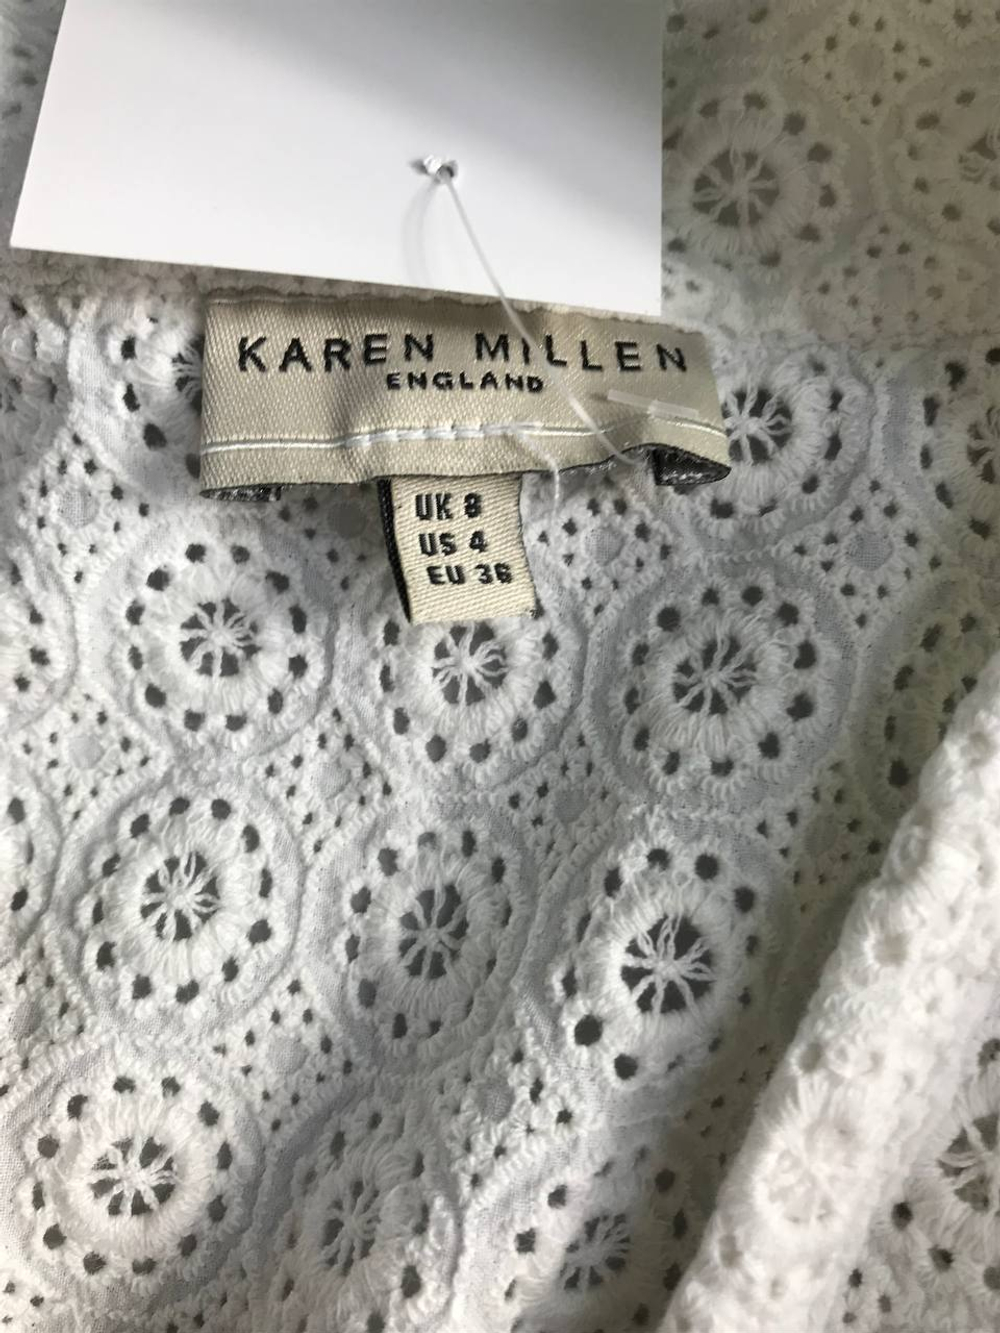 KAREN MILLEN
ENGLAND
UK 8
US 4
EU 36